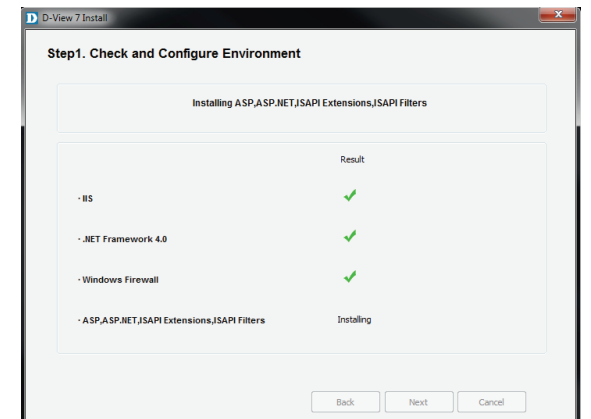 D D-View 7 Install
Step1. Check and Configure Environment
Installing ASP,ASP.NET,ISAPI Extensions,ISAPI Filters
Result
· IIS
· .NET Framework 4.0
· Windows Firewall
· ASP,ASP.NET,ISAPI Extensions,ISAPI Filters Installing
Back Next Cancel